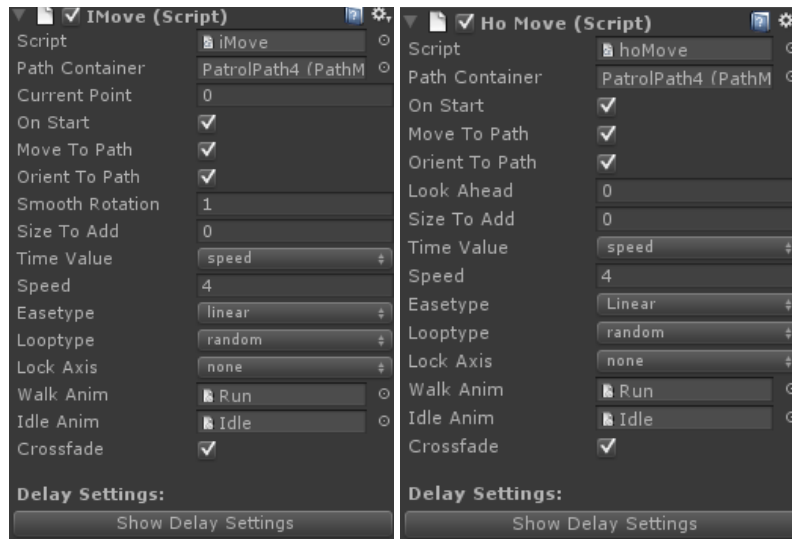 IMove (Script)
Script iMove
Path Container PatrolPath4 (PathM
Current Point 0
On Start
Move To Path
Orient To Path
Smooth Rotation 1
Size To Add 0
Time Value speed
Speed 4
Easetype linear
Looptype random
Lock Axis none
Walk Anim Run
Idle Anim Idle
Crossfade
Delay Settings:
Show Delay Settings
Ho Move (Script)
Script hoMove
Path Container PatrolPath4 (PathM
On Start
Move To Path
Orient To Path
Look Ahead 0
Size To Add 0
Time Value speed
Speed 4
Easetype Linear
Looptype random
Lock Axis none
Walk Anim Run
Idle Anim Idle
Crossfade
Delay Settings:
Show Delay Settings